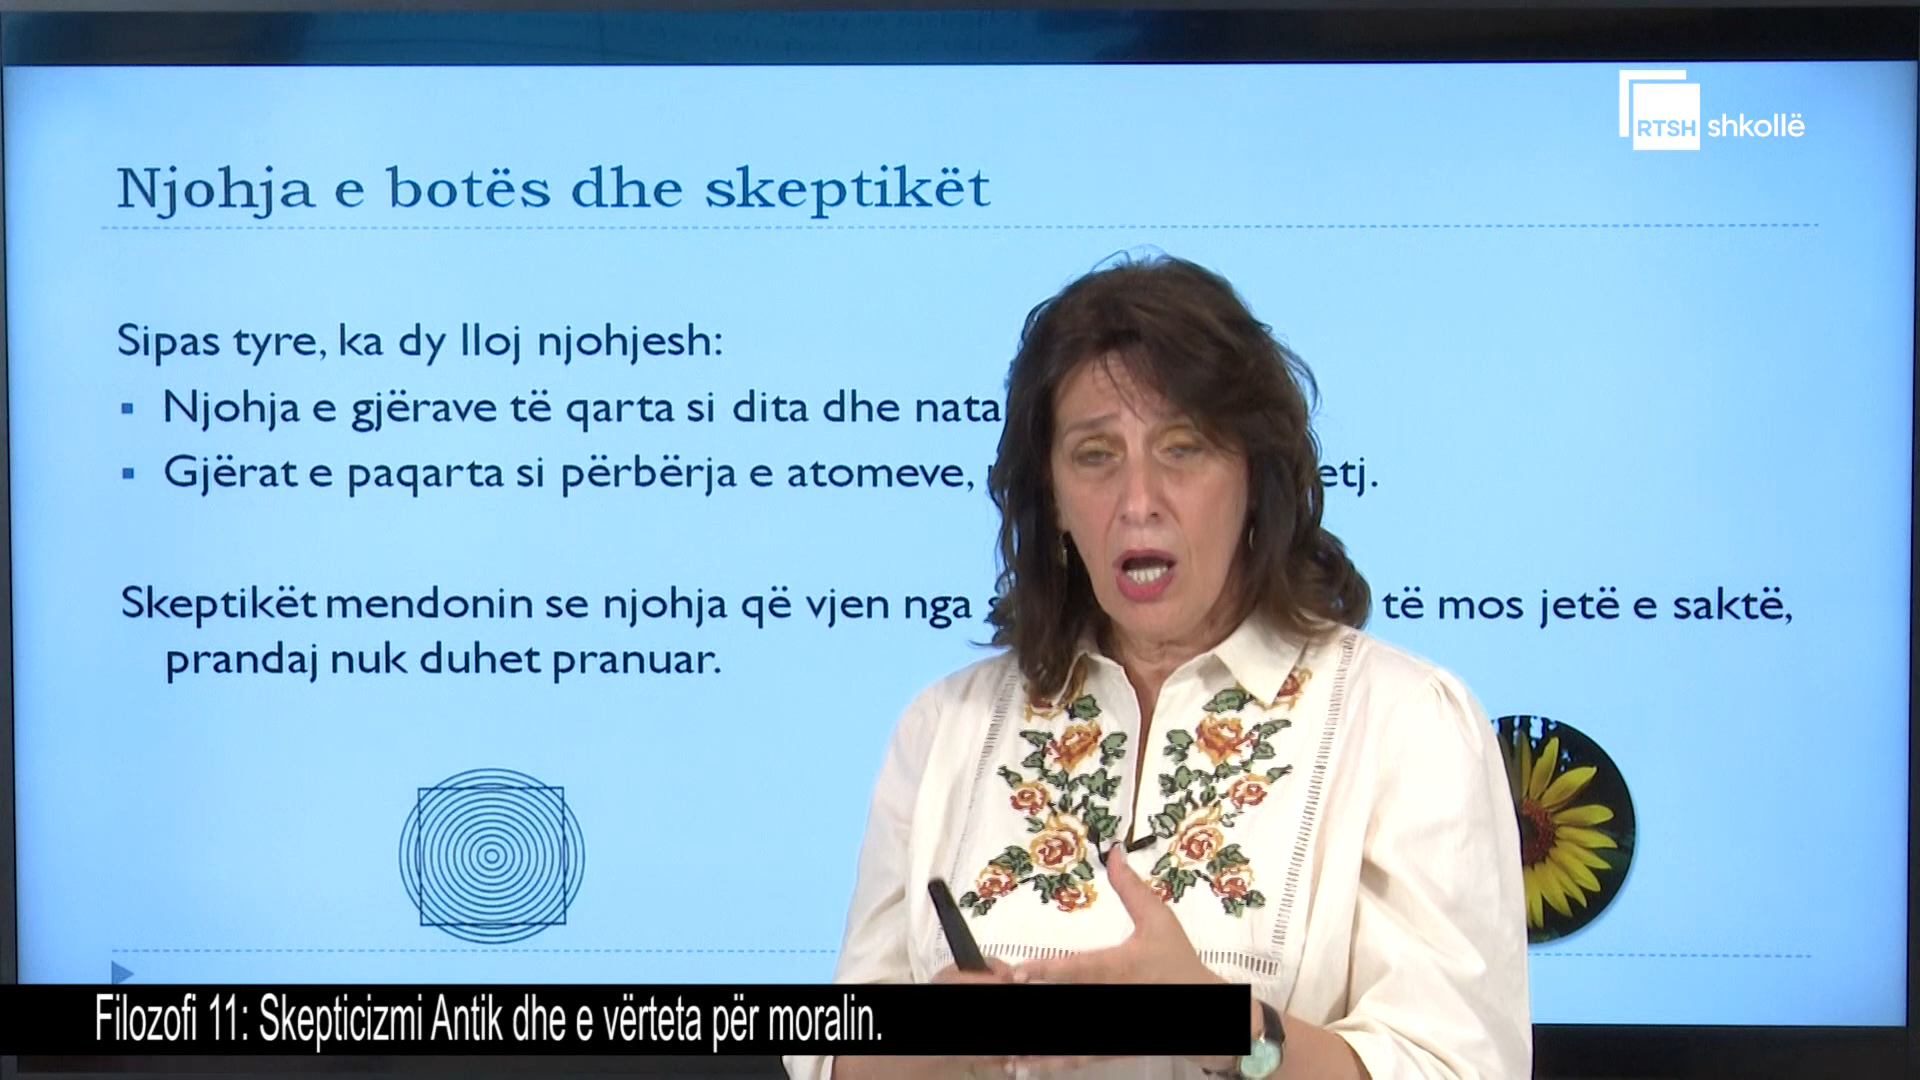 RTSH shkollë
Njohja e botës dhe skeptikët
Sipas tyre, ka dy lloj njohjesh:
Njohja e gjërave të qarta si dita dhe nata
Gjërat e paqarta si përbërja e atomeve, etj.
Skeptikët mendonin se njohja që vjen nga të mos jetë e saktë,
prandaj nuk duhet pranuar.
Filozofi 11: Skepticizmi Antik dhe e vërteta për moralin.